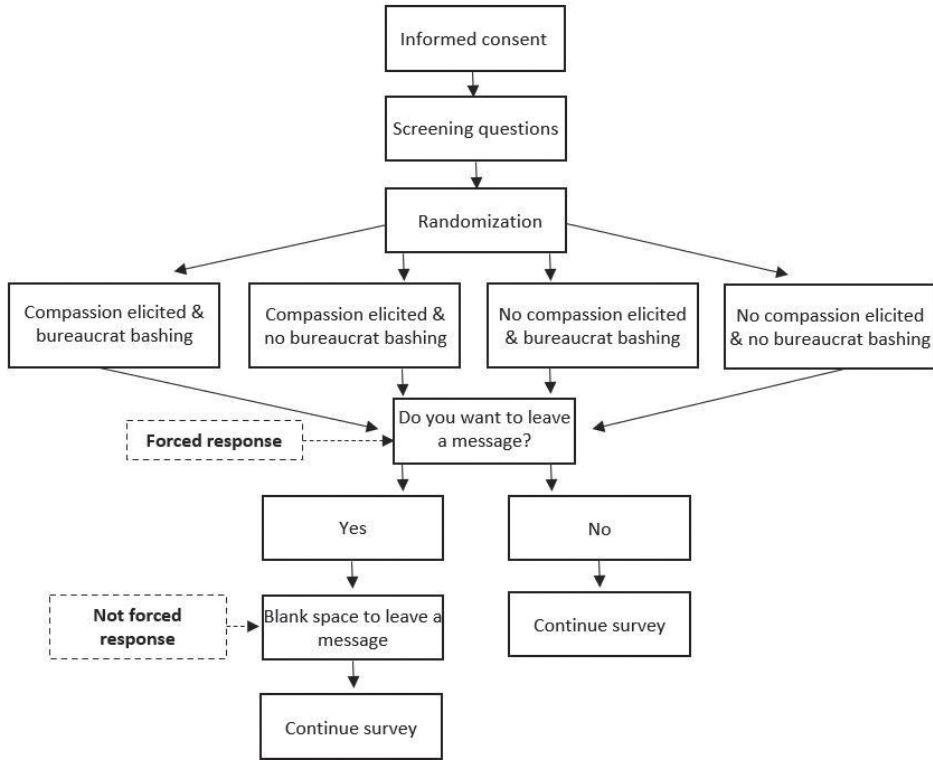 Informed consent
Screening questions
Randomization
Compassion elicited &
bureaucrat bashing
Compassion elicited &
no bureaucrat bashing
No compassion elicited
& bureaucrat bashing
No compassion elicited
& no bureaucrat bashing
Do you want to leave
a message?
Forced response
Yes
No
Not forced
response
Blank space to leave a
message
Continue survey
Continue survey